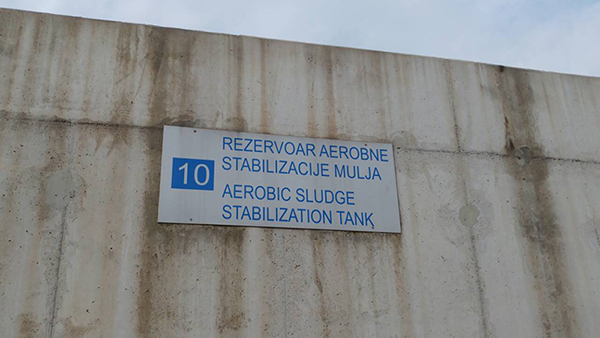 10
REZERVOAR AEROBNE
STABILIZACIJE MULJA
AEROBIC SLUDGE
STABILIZATION TANK